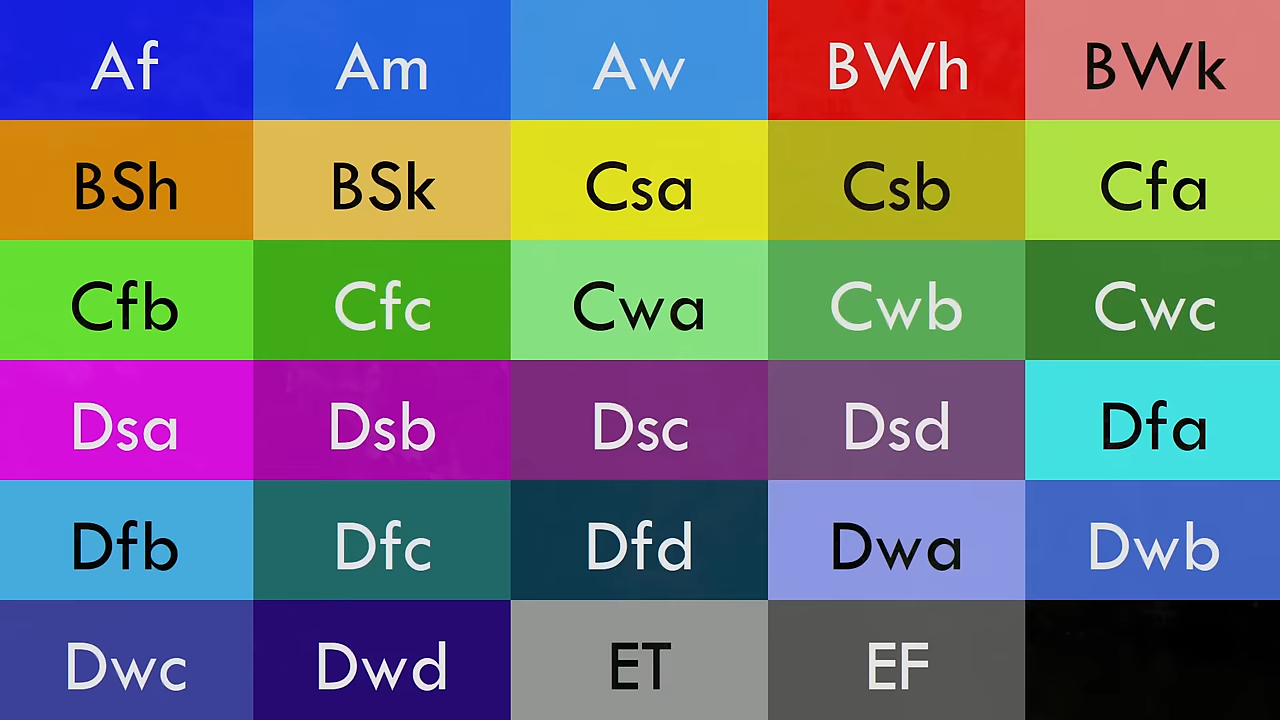 Af Am Aw BWh BWk
BSh BSk Csa Csb Cfa
Cfb Cfc Cwa Cwb Cwc
Dsa Dsb Dsc Dsd Dfa
Dfb Dfc Dfd Dwa Dwb
Dwc Dwd ET EF